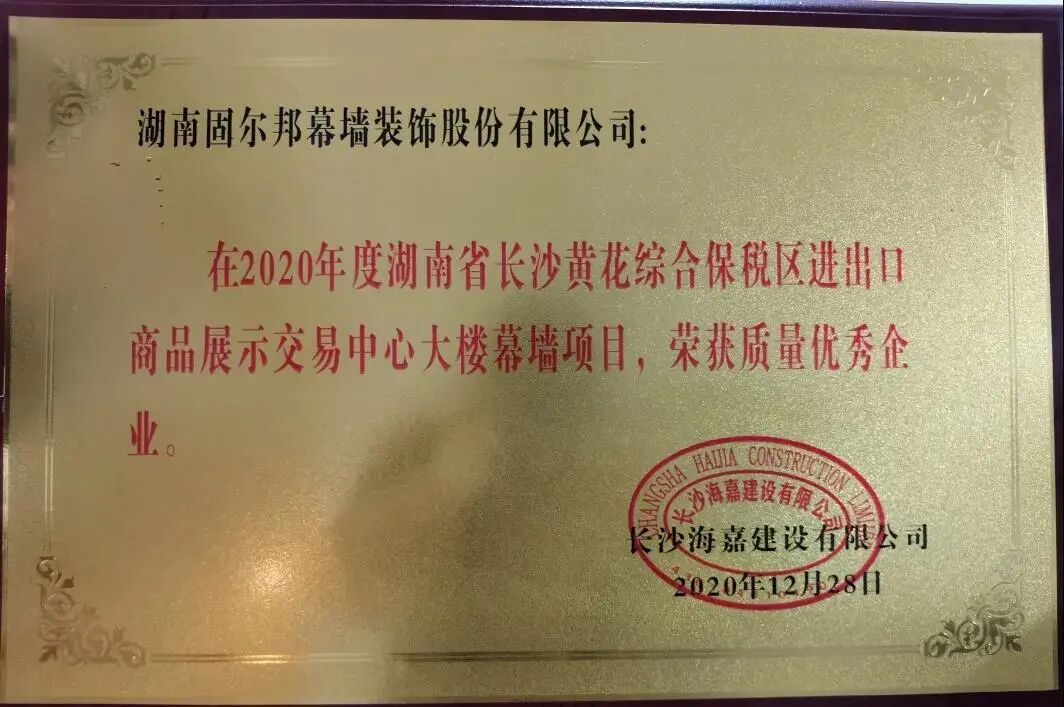 湖南固尔邦幕墙装饰股份有限公司:
在2020年度湖南省长沙黄花综合保税区进出口
商品展示交易中心大楼幕墙项目，荣获质量优秀企
业。
CHANGSHA HAIJIA CONSTRUCTION LIMITED
长沙海嘉建设有限公司
长沙海嘉建设有限公司
2020年12月28日